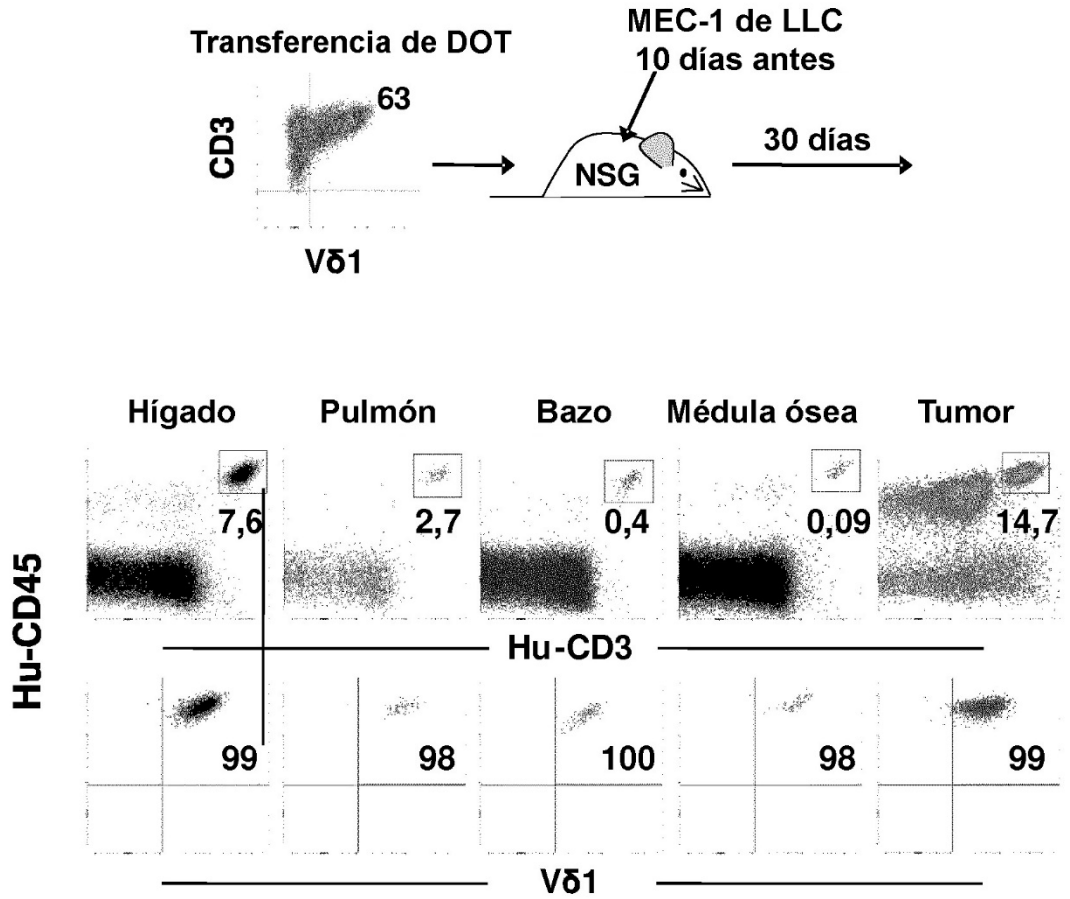 MEC-1 de LLC
10 días antes
Transferencia de DOT
63
CD3
Vδ1
NSG
30 días
Hígado Pulmón Bazo Médula ósea Tumor
7,6 2,7 0,4 0,09 14,7
Hu-CD45
Hu-CD3
99 98 100 98 99
Vδ1